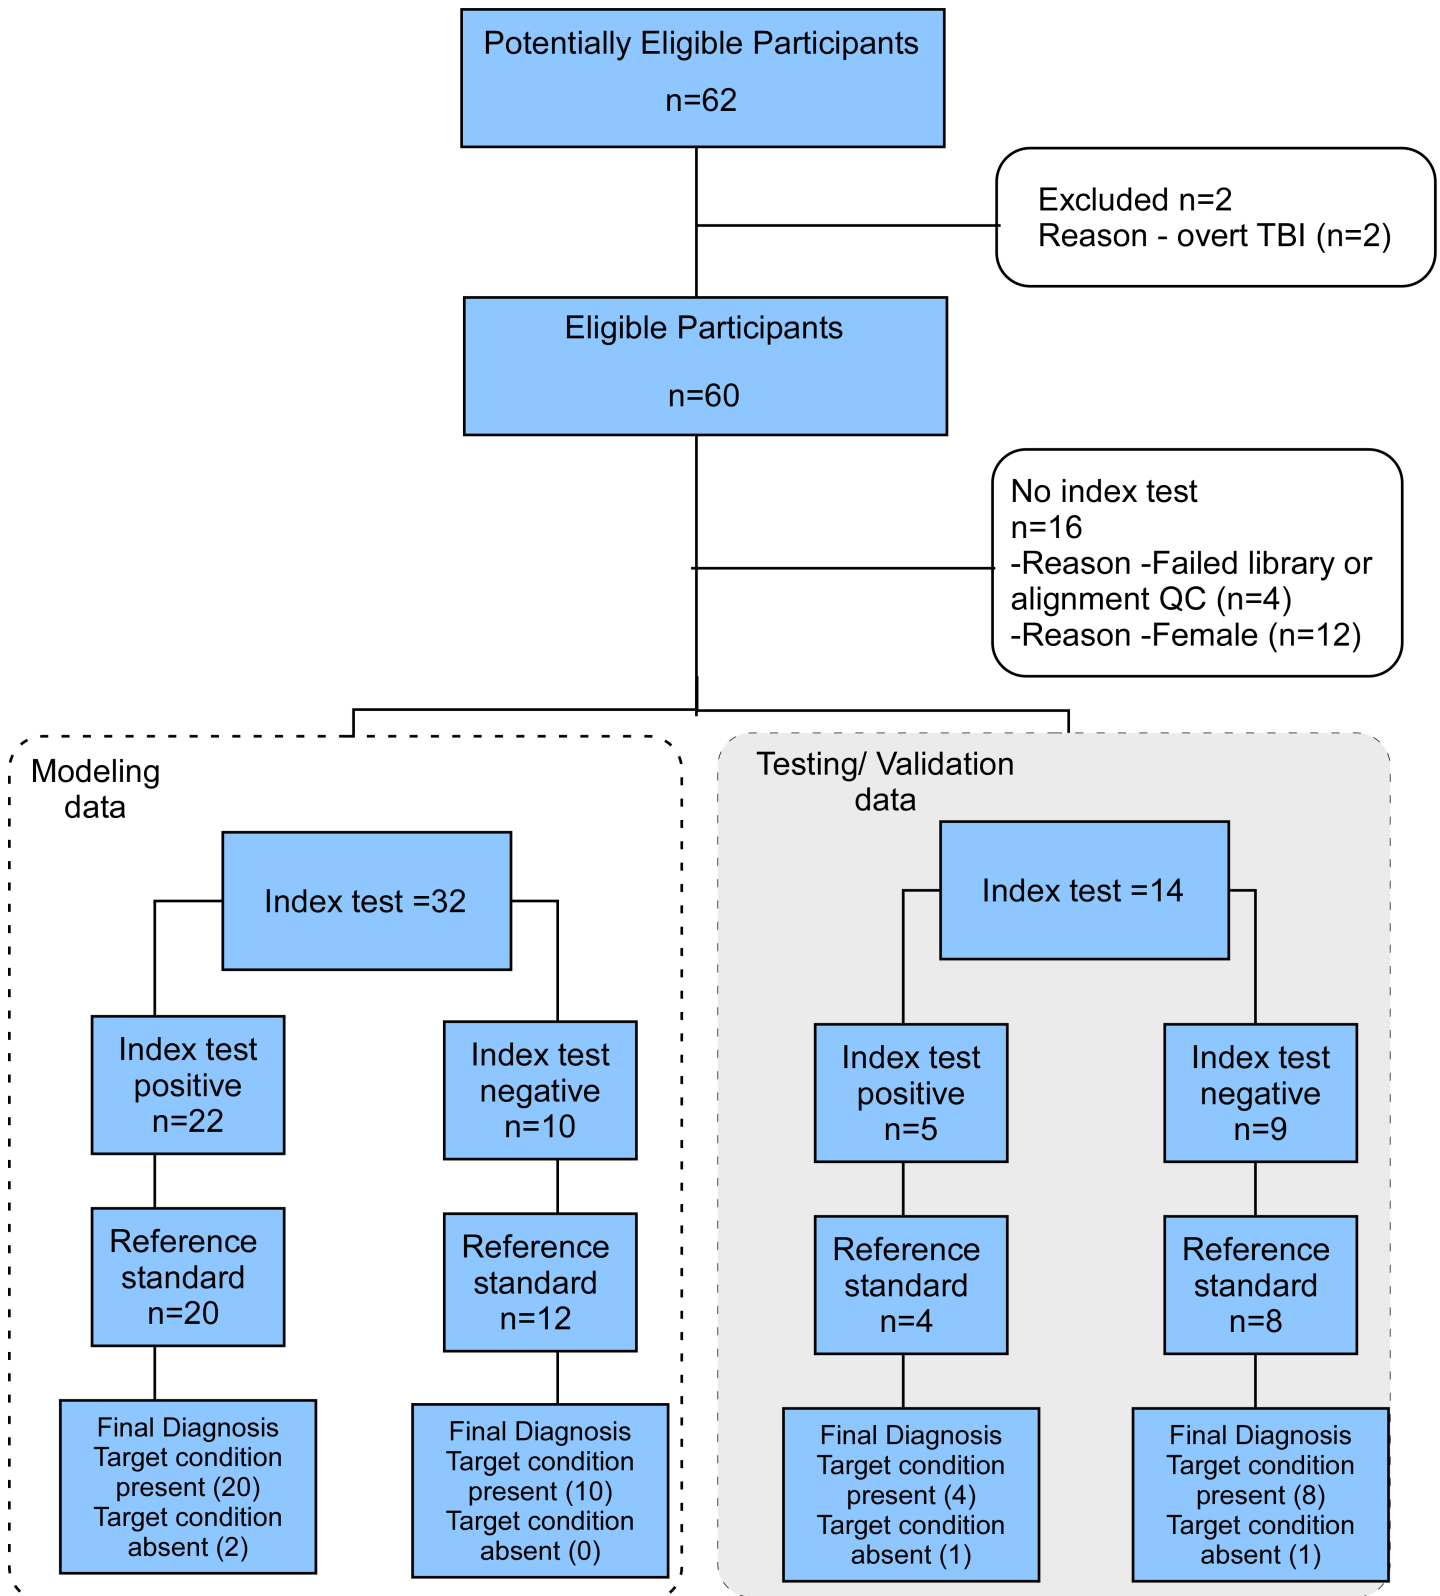 Potentially Eligible Participants
n=62
Excluded n=2
Reason - overt TBI (n=2)
Eligible Participants
n=60
No index test
n=16
-Reason -Failed library or
alignment QC (n=4)
-Reason -Female (n=12)
Modeling
data
Index test =32
Index test
positive
n=22
Index test
negative
n=10
Reference
standard
n=20
Reference
standard
n=12
Final Diagnosis
Target condition
present (20)
Target condition
absent (2)
Final Diagnosis
Target condition
present (10)
Target condition
absent (0)
Testing/ Validation
data
Index test =14
Index test
positive
n=5
Index test
negative
n=9
Reference
standard
n=4
Reference
standard
n=8
Final Diagnosis
Target condition
present (4)
Target condition
absent (1)
Final Diagnosis
Target condition
present (8)
Target condition
absent (1)